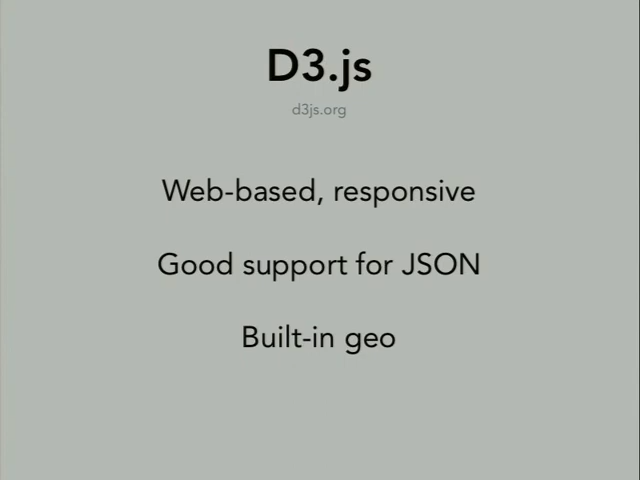 D3.js
d3js.org
Web-based, responsive
Good support for JSON
Built-in geo